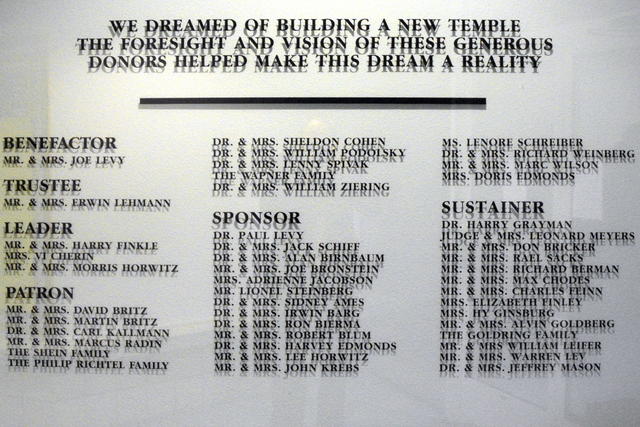 WE DREAMED OF BUILDING A NEW TEMPLE
THE FORESIGHT AND VISION OF THESE GENEROUS
DONORS HELPED MAKE THIS DREAM A REALITY
BENEFACTOR
MR. & MRS. JOE LEVY
TRUSTEE
MR. & MRS. ERWIN LEHMANN
LEADER
MR. & MRS. HARRY FINKLE
MRS. VI CHERIN
MR. & MRS. MORRIS HORWITZ
PATRON
MR. & MRS. DAVID BRITZ
MR. & MRS. MARTIN BRITZ
DR. & MRS. CARL KALLMANN
MR. & MRS. MARCUS RADIN
THE SHEIN FAMILY
THE PHILIP RICHTEL FAMILY
DR. & MRS. SHELDON COHEN
DR. & MRS. WILLIAM PODOLSKY
DR. & MRS. LENNY SPIVAK
THE WAPNER FAMILY
DR. & MRS. WILLIAM ZIERING
SPONSOR
DR. PAUL LEVY
MR. & MRS. JACK SCHIFF
DR. & MRS. ALAN BIRNBAUM
MR. & MRS. JOE BRONSTEIN
MRS. ADRIENNE JACOBSON
MR. LIONEL STEINBERG
DR. & MRS. SIDNEY AMES
DR. & MRS. IRWIN BARG
DR. & MRS. RON BIERMA
MR. & MRS. ROBERT BLUM
DR. & MRS. HARVEY EDMONDS
MR. & MRS. LEE HORWITZ
MR. & MRS. JOHN KREBS
MS. LENORE SCHREIBER
DR. & MRS. RICHARD WEINBERG
MR. & MRS. MARC WILSON
MRS. DORIS EDMONDS
SUSTAINER
DR. HARRY GRAYMAN
JUDGE & MRS. LEONARD MEYERS
MR. & MRS. DON BRICKER
MR. & MRS. RAEL SACKS
MR. & MRS. RICHARD BERMAN
MR. & MRS. MAX CHODES
MR. & MRS. CHARLES FEINN
MRS. ELIZABETH FINLEY
MRS. HY GINSBURG
MR. & MRS. ALVIN GOLDBERG
THE GOLDRING FAMILY
MR. & MRS WILLIAM LEIFER
MR. & MRS. WARREN LEV
DR. & MRS. JEFFREY MASON